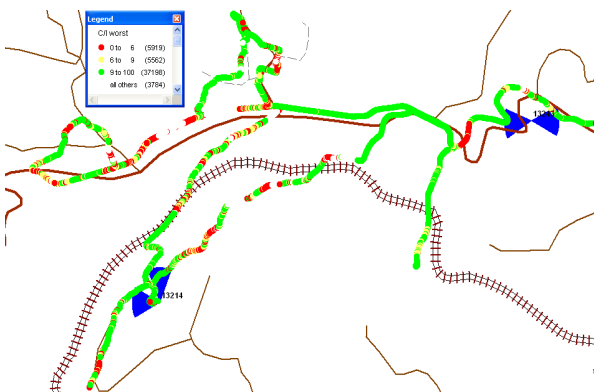 Legend
C/I worst
0 to 6 (5919)
6 to 9 (5562)
9 to 100 (37198)
all others (3784)
13214